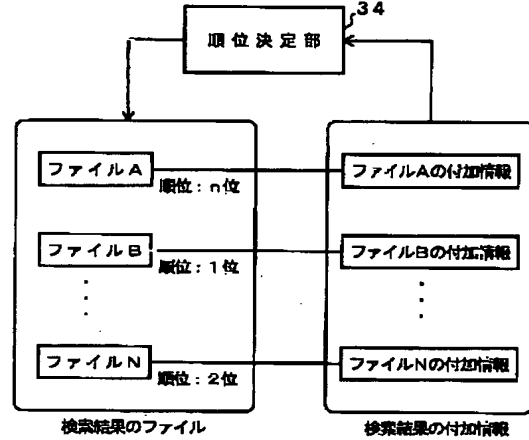 34
順位決定部
ファイルA
順位：n位
ファイルAの付加情報
ファイルB
順位：1位
ファイルBの付加情報
ファイルN
順位：2位
ファイルNの付加情報
検索結果のファイル
検索結果の付加情報